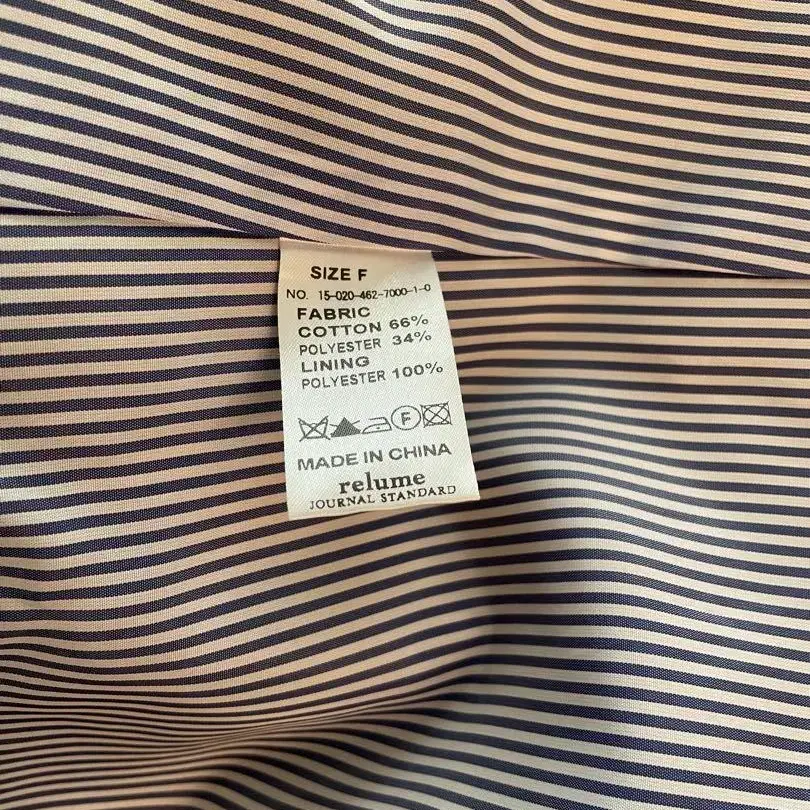 SIZE F
NO. 15-020-462-7000-1-0
FABRIC
COTTON 66%
POLYESTER 34%
LINING
POLYESTER 100%
F
MADE IN CHINA
relume
JOURNAL STANDARD